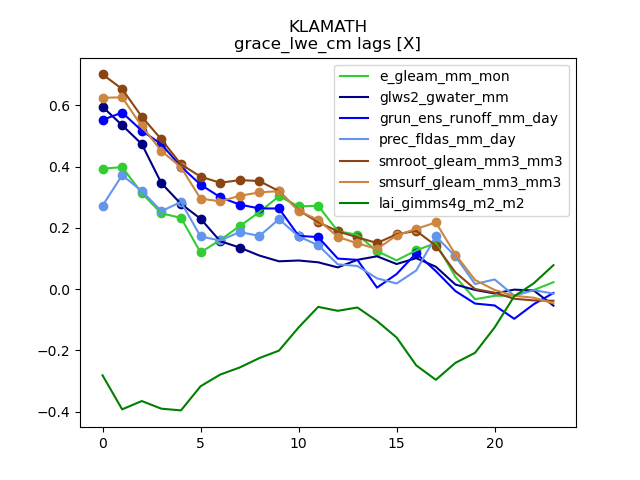 KLAMATH
grace_lwe_cm lags [X]
e_gleam_mm_mon
glws2_gwater_mm
grun_ens_runoff_mm_day
prec_fldas_mm_day
smroot_gleam_mm3_mm3
smsurf_gleam_mm3_mm3
lai_gimms4g_m2_m2
0.6
0.4
0.2
0.0
−0.2
−0.4
0 5 10 15 20